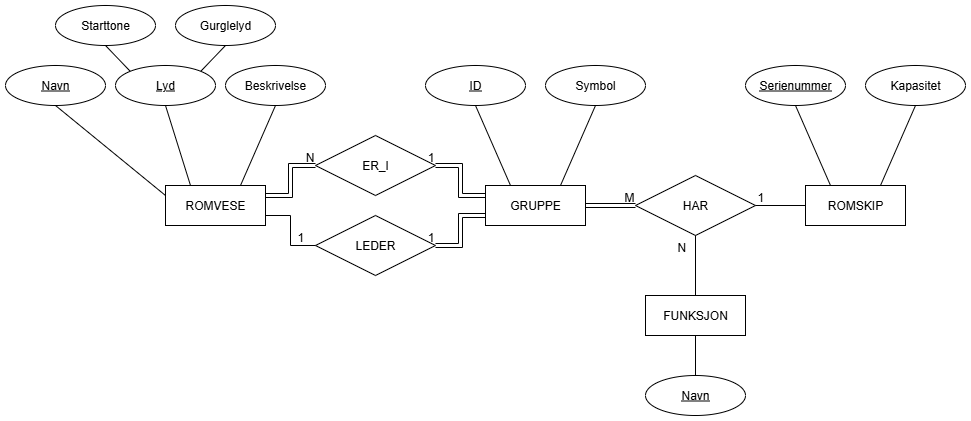 Starttone
Gurglelyd
Navn
Lyd
Beskrivelse
ID
Symbol
Serienummer
Kapasitet
N
ER_I
1
ROMVESE
GRUPPE
M
HAR
1
ROMSKIP
1
LEDER
1
N
FUNKSJON
Navn